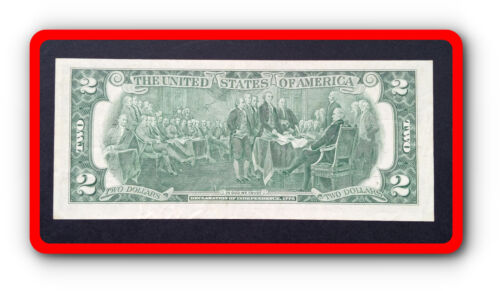 2 THE UNITED STATES OF AMERICA 2
TWO TWO
2 TWO DOLLARS IN GOD WE TRUST TWO DOLLARS 2
DECLARATION OF INDEPENDENCE, 1776